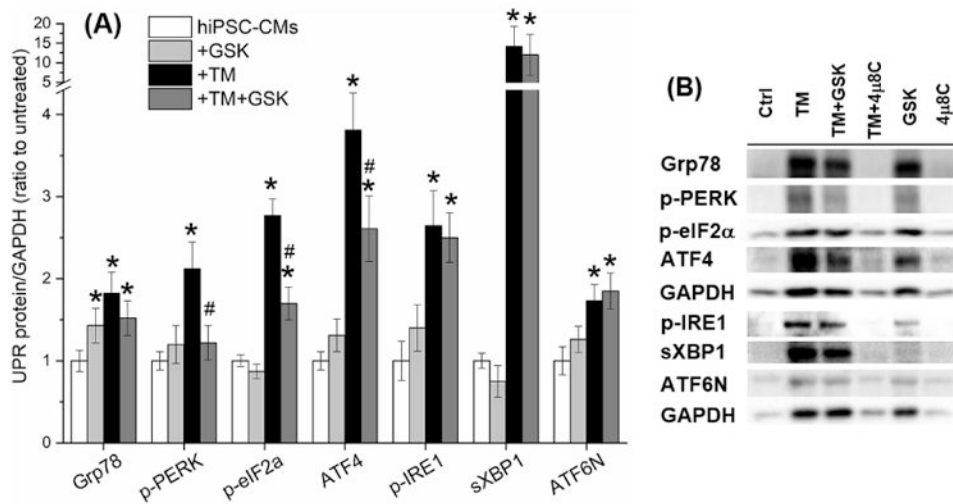 (A)
hiPSC-CMs
+GSK
+TM
+TM+GSK
UPR protein/GAPDH (ratio to untreated)
20
15
10
5
4
3
2
1
0
* * * * * # * # * # * * * * * * *
Grp78
p-PERK
p-eIF2a
ATF4
p-IRE1
sXBP1
ATF6N
(B)
Ctrl
TM
TM+GSK
TM+4μ8C
GSK
4μ8C
Grp78
p-PERK
p-eIF2α
ATF4
GAPDH
p-IRE1
sXBP1
ATF6N
GAPDH